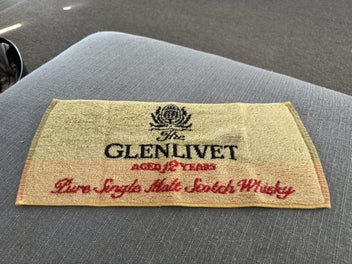 The
GLENLIVET
AGED 12 YEARS
Pure Single Malt Scotch Whisky